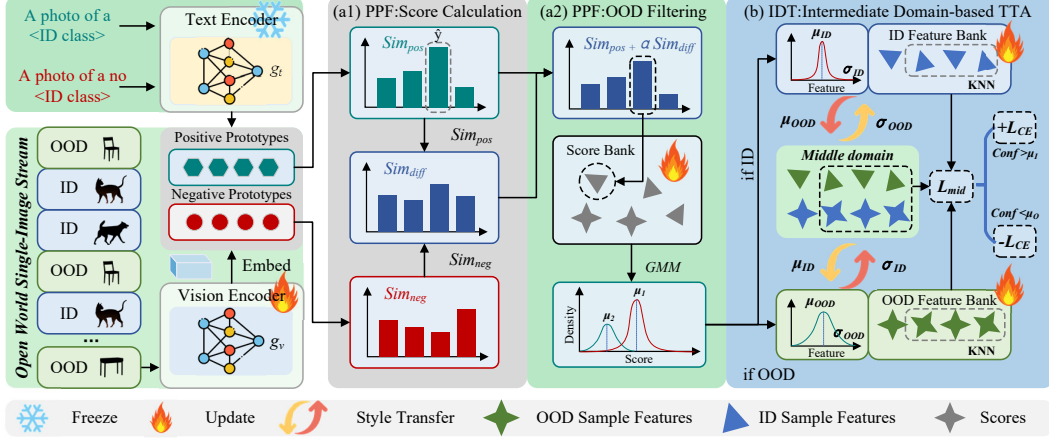 A photo of a
<ID class>
A photo of a no
<ID class>
Text Encoder
g_t
Open World Single-Image Stream
OOD
ID
ID
OOD
ID
...
OOD
Positive Prototypes
Negative Prototypes
Embed
Vision Encoder
g_v
(a1) PPF:Score Calculation
Sim_pos
ŷ
Sim_pos
Sim_diff
Sim_neg
Sim_neg
(a2) PPF:OOD Filtering
Sim_pos + α Sim_diff
Score Bank
GMM
μ_1
μ_2
Density
Score
(b) IDT:Intermediate Domain-based TTA
μ_ID
σ_ID
Feature
ID Feature Bank
KNN
μ_OOD
σ_OOD
if ID
Middle domain
L_mid
+L_CE
Conf>μ_I
Conf<μ_O
-L_CE
μ_ID
σ_ID
μ_OOD
σ_OOD
Feature
OOD Feature Bank
KNN
if OOD
Freeze
Update
Style Transfer
OOD Sample Features
ID Sample Features
Scores